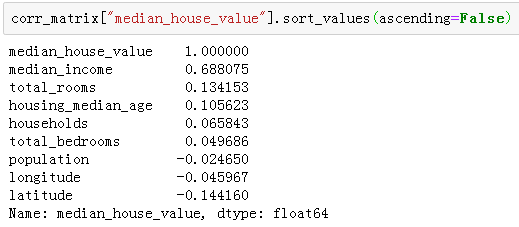 corr_matrix["median_house_value"].sort_values(ascending=False)
median_house_value    1.000000
median_income         0.688075
total_rooms           0.134153
housing_median_age    0.105623
households            0.065843
total_bedrooms        0.049686
population           -0.024650
longitude            -0.045967
latitude             -0.144160
Name: median_house_value, dtype: float64